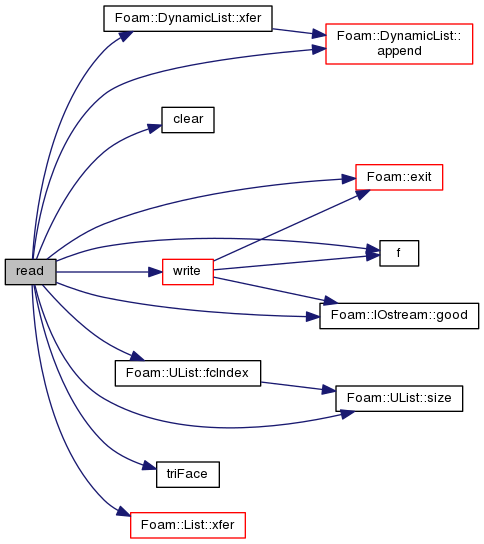 Foam::DynamicList::xfer
Foam::DynamicList::
append
clear
Foam::exit
f
read
write
Foam::IOstream::good
Foam::UList::fcIndex
Foam::UList::size
triFace
Foam::List::xfer